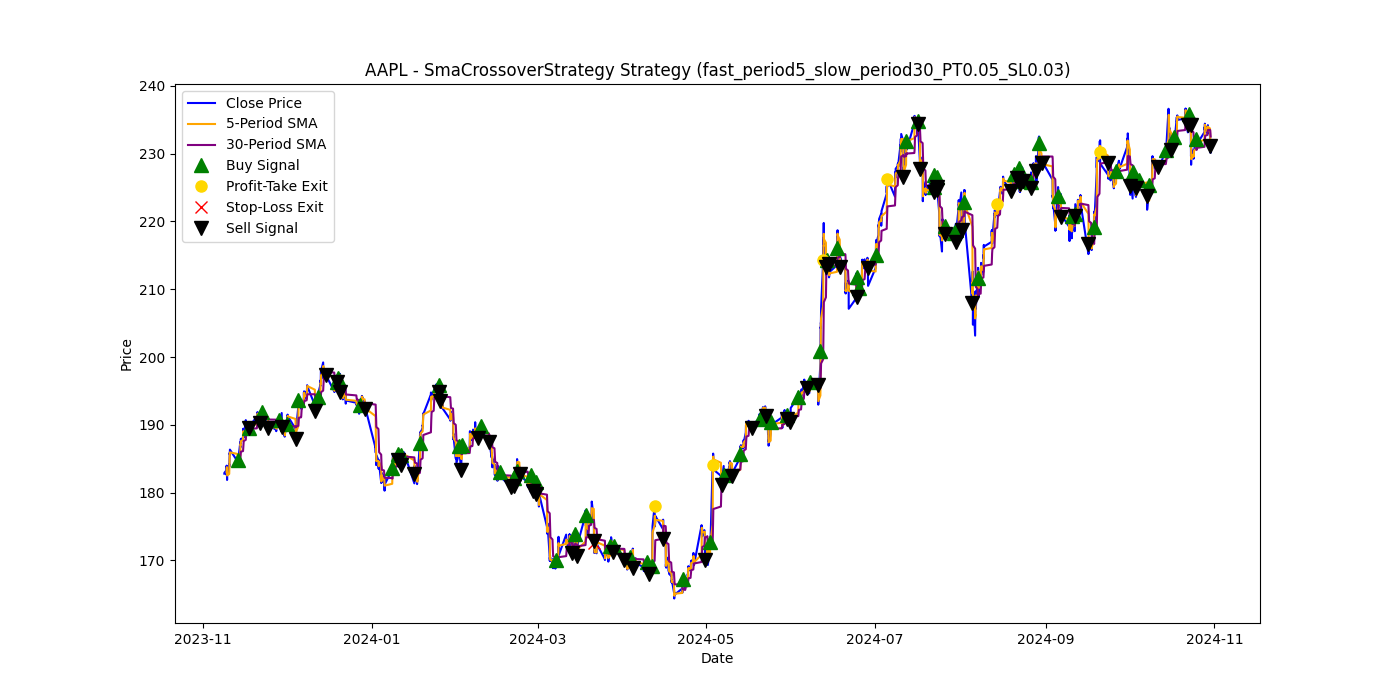 AAPL - SmaCrossoverStrategy Strategy (fast_period5_slow_period30_PT0.05_SL0.03)
Close Price
5-Period SMA
30-Period SMA
Buy Signal
Profit-Take Exit
Stop-Loss Exit
Sell Signal
240
230
220
210
200
190
180
170
Price
2023-11
2024-01
2024-03
2024-05
2024-07
2024-09
2024-11
Date